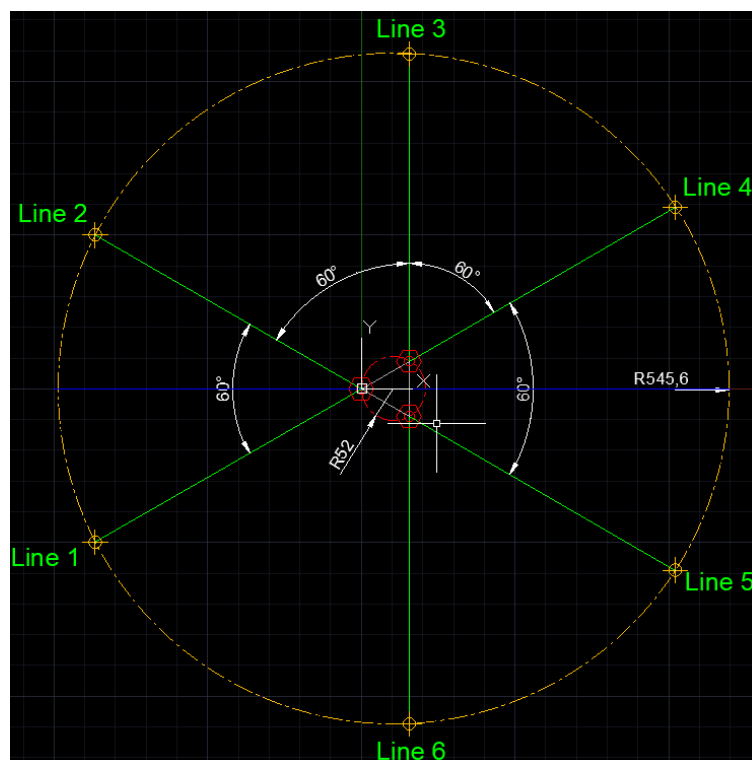 Line 3
Line 4
Line 2
60°
60°
Y
60°
60°
X
R545,6
R52
Line 1
Line 5
Line 6